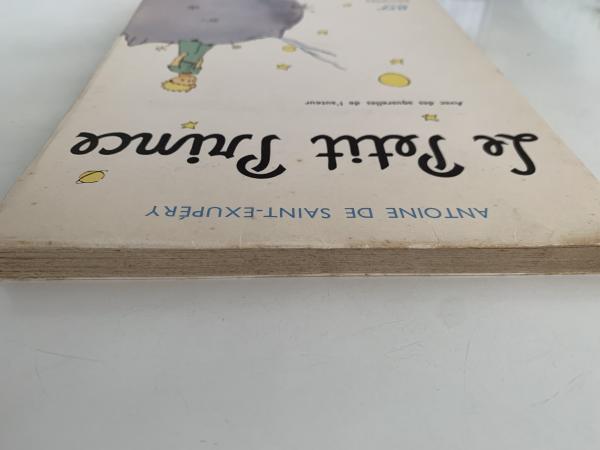 ANTOINE DE SAINT-EXUPÉRY
Le Petit Prince
Avec des aquarelles de l'auteur